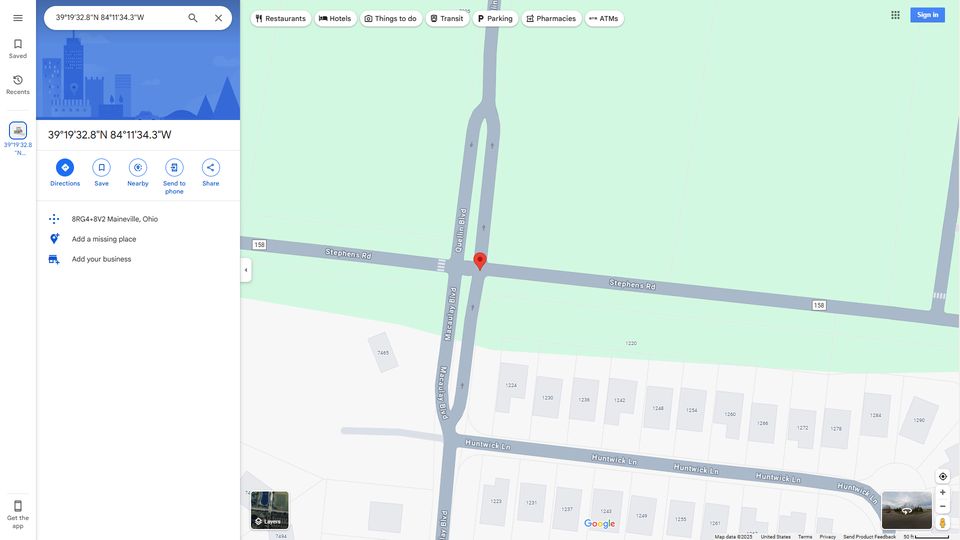 39°19'32.8"N 84°11'34.3"W
Restaurants
Hotels
Things to do
Transit
Parking
Pharmacies
ATMs
Sign in
Saved
Recents
39°19'32.8
"N...
39°19'32.8"N 84°11'34.3"W
Directions
Save
Nearby
Send to
phone
Share
8RG4+8V2 Maineville, Ohio
Add a missing place
Add your business
Get the
app
158
Stephens Rd
Quellin Blvd
Stephens Rd
158
Macaulay Blvd
Macaulay Blvd
7465
1220
1224
1230
1236
1242
1248
1254
1260
1266
1272
1278
1284
1290
Huntwick Ln
Huntwick Ln
Huntwick Ln
Huntwick Ln
Huntwick Ln
1223
1231
1237
1243
1249
1255
1261
7494
Layers
Google
Map data ©2025
United States
Terms
Privacy
Send Product Feedback
50 ft